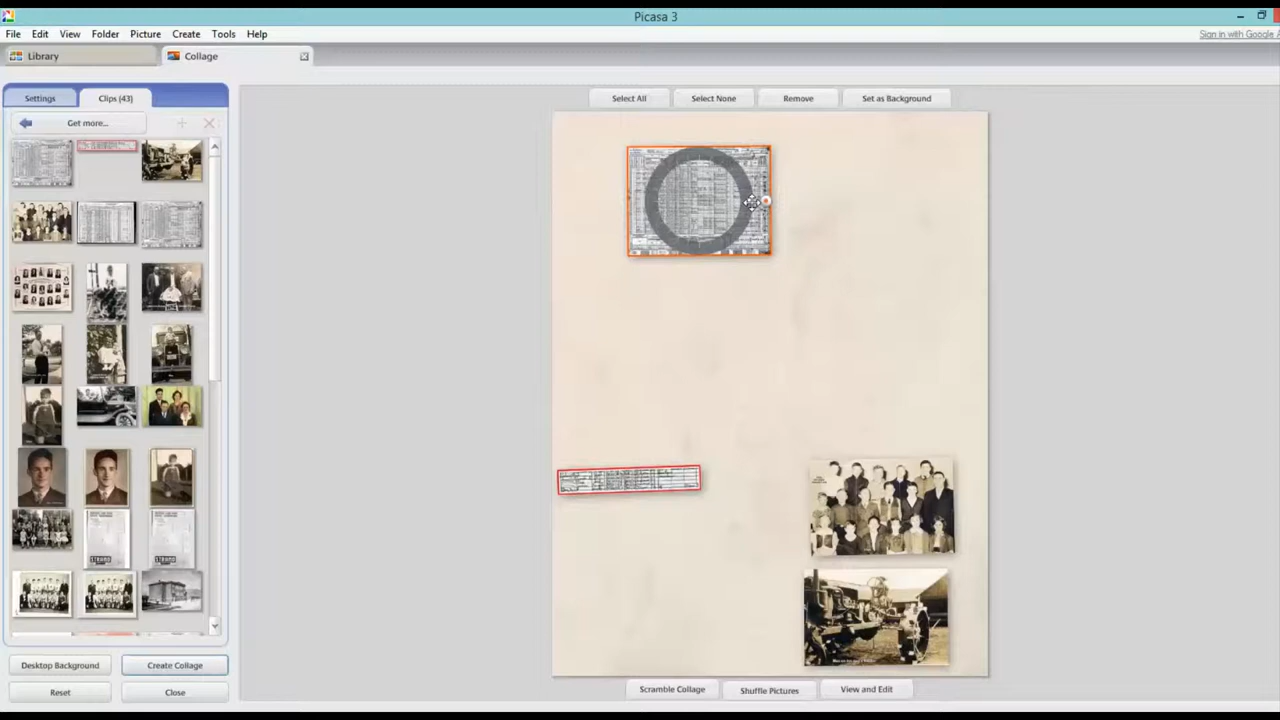 Picasa 3
File Edit View Folder Picture Create Tools Help
Sign in with Google A
Library Collage
Settings Clips (43)
Select All Select None Remove Set as Background
Get more...
STRAND STRAND
Desktop Background Create Collage
Reset Close
Scramble Collage Shuffle Pictures View and Edit